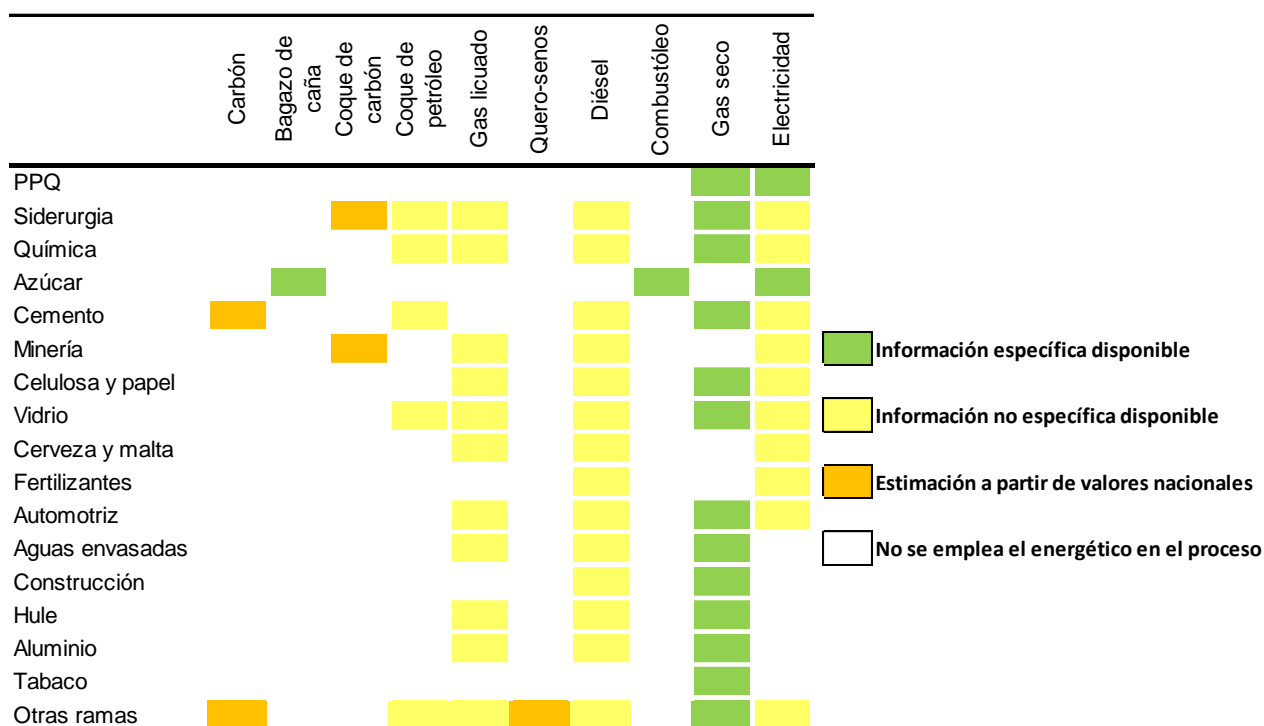 Carbón
Bagazo de
caña
Coque de
carbón
Coque de
petróleo
Gas licuado
Quero-senos
Diésel
Combustóleo
Gas seco
Electricidad
PPQ
Siderurgia
Química
Azúcar
Cemento
Minería
Celulosa y papel
Vidrio
Cerveza y malta
Fertilizantes
Automotriz
Aguas envasadas
Construcción
Hule
Aluminio
Tabaco
Otras ramas
Información específica disponible
Información no específica disponible
Estimación a partir de valores nacionales
No se emplea el energético en el proceso